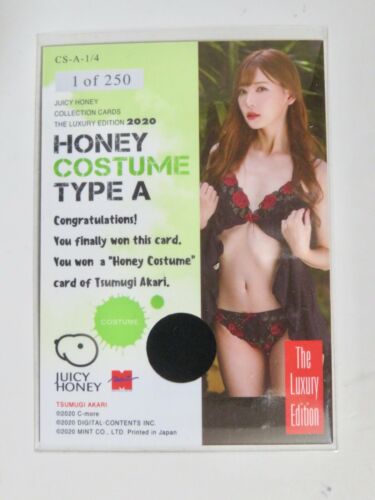 CS-A-1/4
1 of 250
JUICY HONEY
COLLECTION CARDS
THE LUXURY EDITION 2020
HONEY
COSTUME
TYPE A
Congratulations!
You finally won this card.
You won a "Honey Costume"
card of Tsumugi Akari.
COSTUME
JUICY
HONEY
mint
M
TSUMUGI AKARI
©2020 C-more
©2020 DIGITAL-CONTENTS INC.
©2020 MINT CO., LTD. Printed in Japan
The
Luxury
Edition